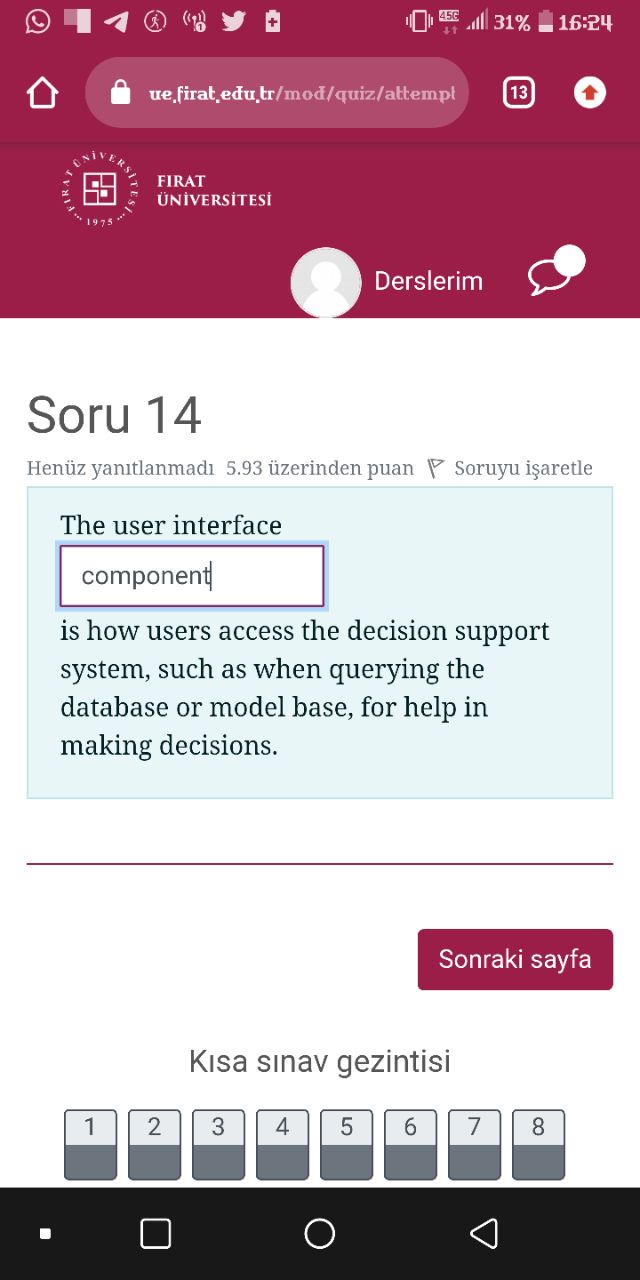 4.5G 31% 16:24
ue.firat.edu.tr/mod/quiz/attempt
13
FIRAT ÜNİVERSİTESİ
1975
FIRAT
ÜNİVERSİTESİ
Derslerim
Soru 14
Henüz yanıtlanmadı 5.93 üzerinden puan Soruyu işaretle
The user interface
component
is how users access the decision support
system, such as when querying the
database or model base, for help in
making decisions.
Sonraki sayfa
Kısa sınav gezintisi
1 2 3 4 5 6 7 8